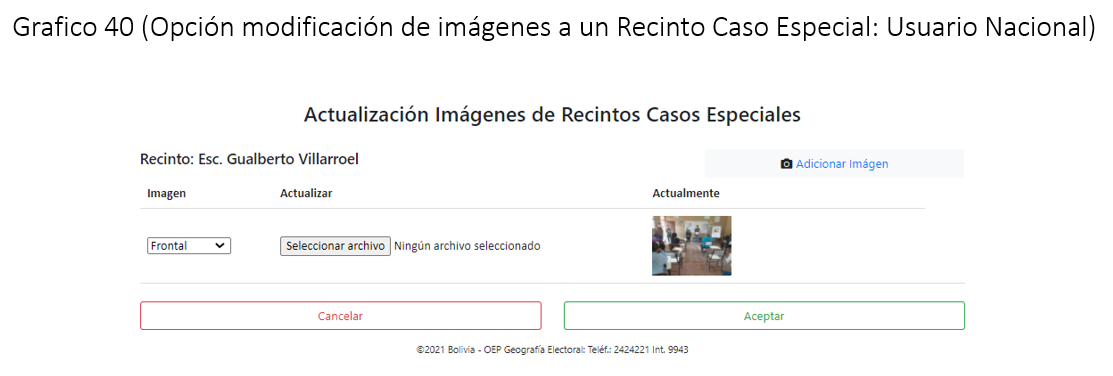 Grafico 40 (Opción modificación de imágenes a un Recinto Caso Especial: Usuario Nacional)
Actualización Imágenes de Recintos Casos Especiales
Recinto: Esc. Gualberto Villarroel
Adicionar Imágen
Imagen Actualizar Actualmente
Frontal Seleccionar archivo Ningún archivo seleccionado
Cancelar Aceptar
©2021 Bolivia - OEP Geografía Electoral: Teléf.: 2424221 Int. 9943